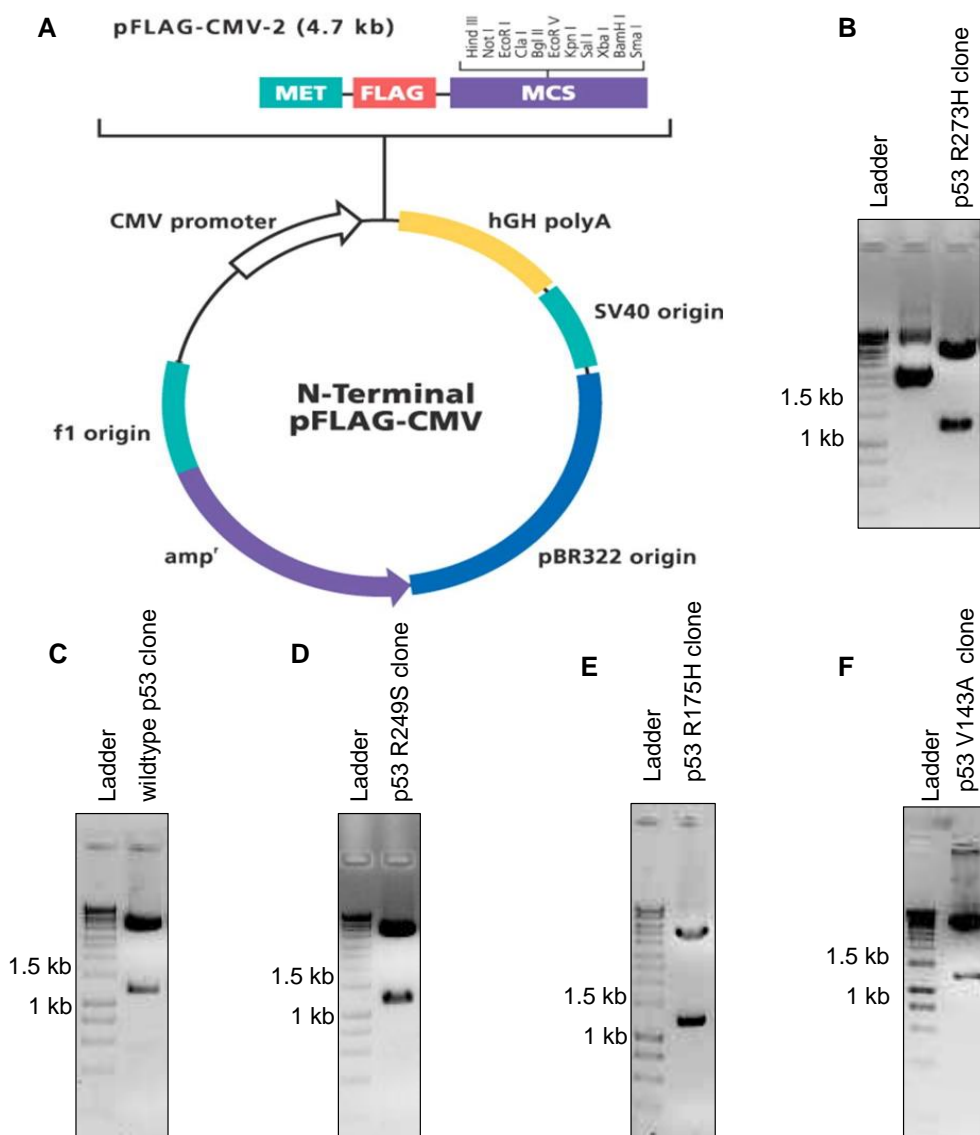 A
pFLAG-CMV-2 (4.7 kb)
Hind III
Not I
EcoR I
Cla I
Bgl II
EcoR V
Kpn I
Sal I
Xba I
BamH I
Sma I
MET
FLAG
MCS
CMV promoter
hGH polyA
SV40 origin
N-Terminal
pFLAG-CMV
f1 origin
ampʳ
pBR322 origin
B
Ladder
p53 R273H clone
1.5 kb
1 kb
C
Ladder
wildtype p53 clone
1.5 kb
1 kb
D
Ladder
p53 R249S clone
1.5 kb
1 kb
E
Ladder
p53 R175H clone
1.5 kb
1 kb
F
Ladder
p53 V143A clone
1.5 kb
1 kb